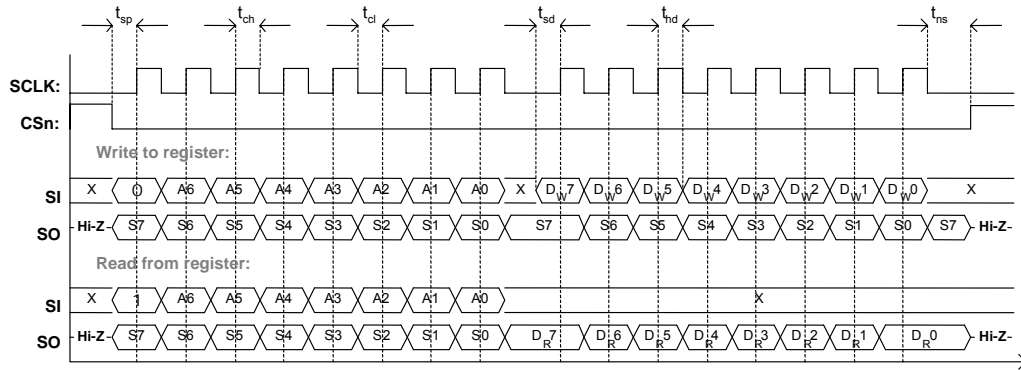 tsp tch tcl tsd thd tns
SCLK:
CSn:
Write to register:
SI X 0 A6 A5 A4 A3 A2 A1 A0 X DW7 DW6 DW5 DW4 DW3 DW2 DW1 DW0 X
SO Hi-Z S7 S6 S5 S4 S3 S2 S1 S0 S7 S6 S5 S4 S3 S2 S1 S0 S7 Hi-Z
Read from register:
SI X 1 A6 A5 A4 A3 A2 A1 A0 X
SO Hi-Z S7 S6 S5 S4 S3 S2 S1 S0 DR7 DR6 DR5 DR4 DR3 DR2 DR1 DR0 Hi-Z